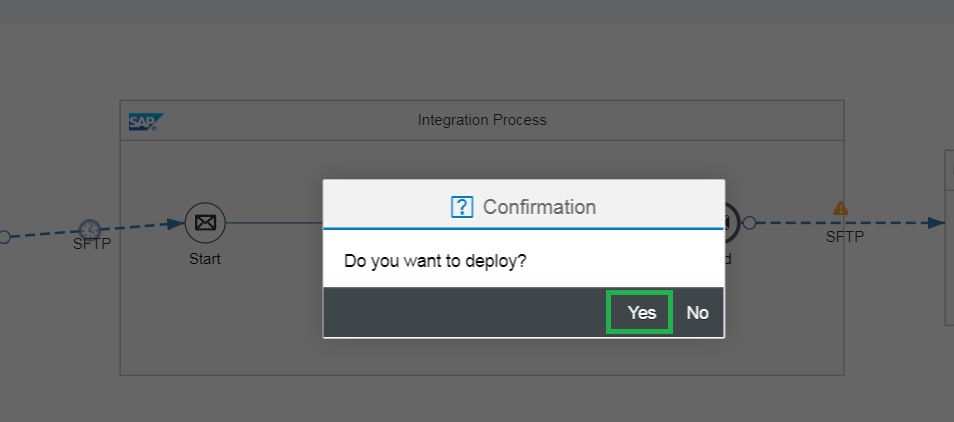 SAP
Integration Process
SFTP
Start
SFTP
Confirmation
Do you want to deploy?
Yes
No